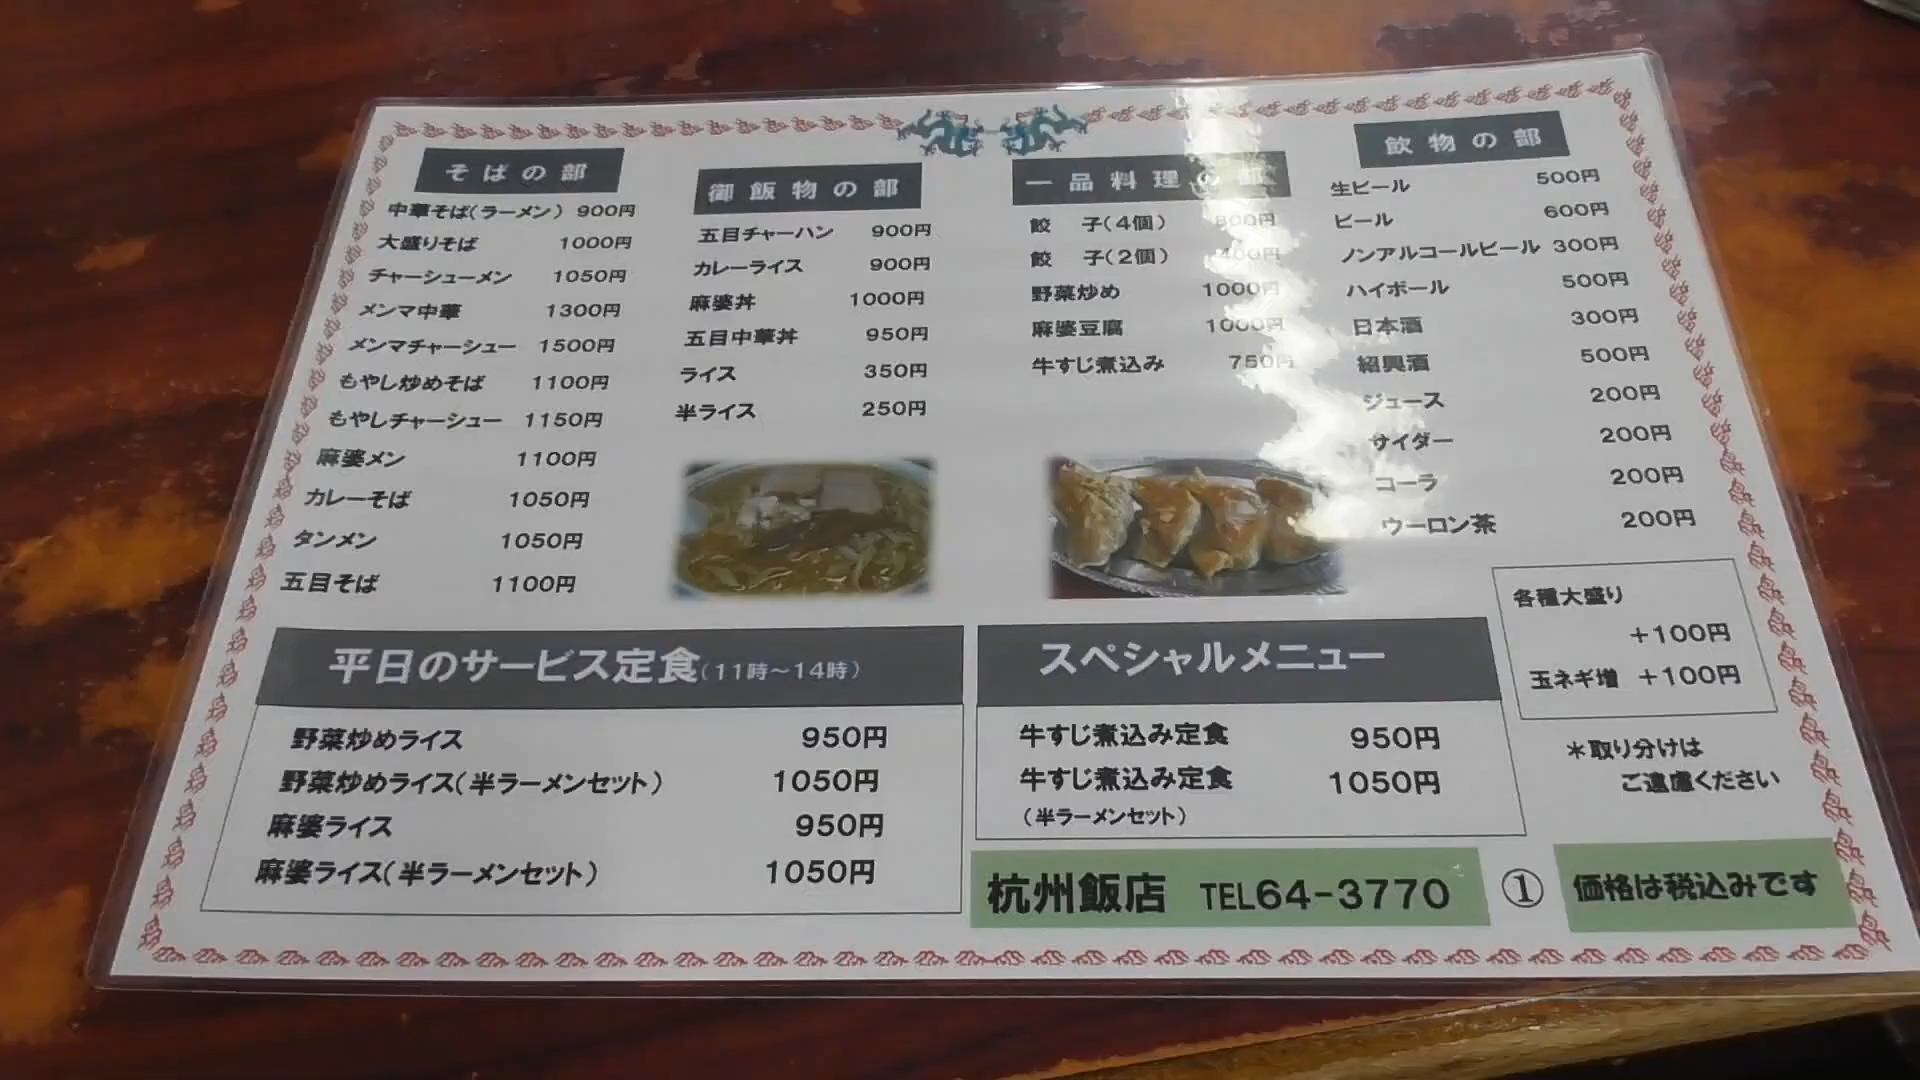 そばの部
中華そば(ラーメン) 900円
大盛りそば 1000円
チャーシューメン 1050円
メンマ中華 1300円
メンマチャーシュー 1500円
もやし炒めそば 1100円
もやしチャーシュー 1150円
麻婆メン 1100円
カレーそば 1050円
タンメン 1050円
五目そば 1100円
御飯物の部
五目チャーハン 900円
カレーライス 900円
麻婆丼 1000円
五目中華丼 950円
ライス 350円
半ライス 250円
一品料理の部
餃 子(4個) 800円
餃 子(2個) 400円
野菜炒め 1000円
麻婆豆腐 1000円
牛すじ煮込み 750円
飲物の部
生ビール 500円
ビール 600円
ノンアルコールビール 300円
ハイボール 500円
日本酒 300円
紹興酒 500円
ジュース 200円
サイダー 200円
コーラ 200円
ウーロン茶 200円
各種大盛り
+100円
玉ネギ増 +100円
*取り分けは
ご遠慮ください
平日のサービス定食(11時~14時)
野菜炒めライス 950円
野菜炒めライス(半ラーメンセット) 1050円
麻婆ライス 950円
麻婆ライス(半ラーメンセット) 1050円
スペシャルメニュー
牛すじ煮込み定食 950円
牛すじ煮込み定食 1050円
(半ラーメンセット)
杭州飯店 TEL64-3770
①
価格は税込みです